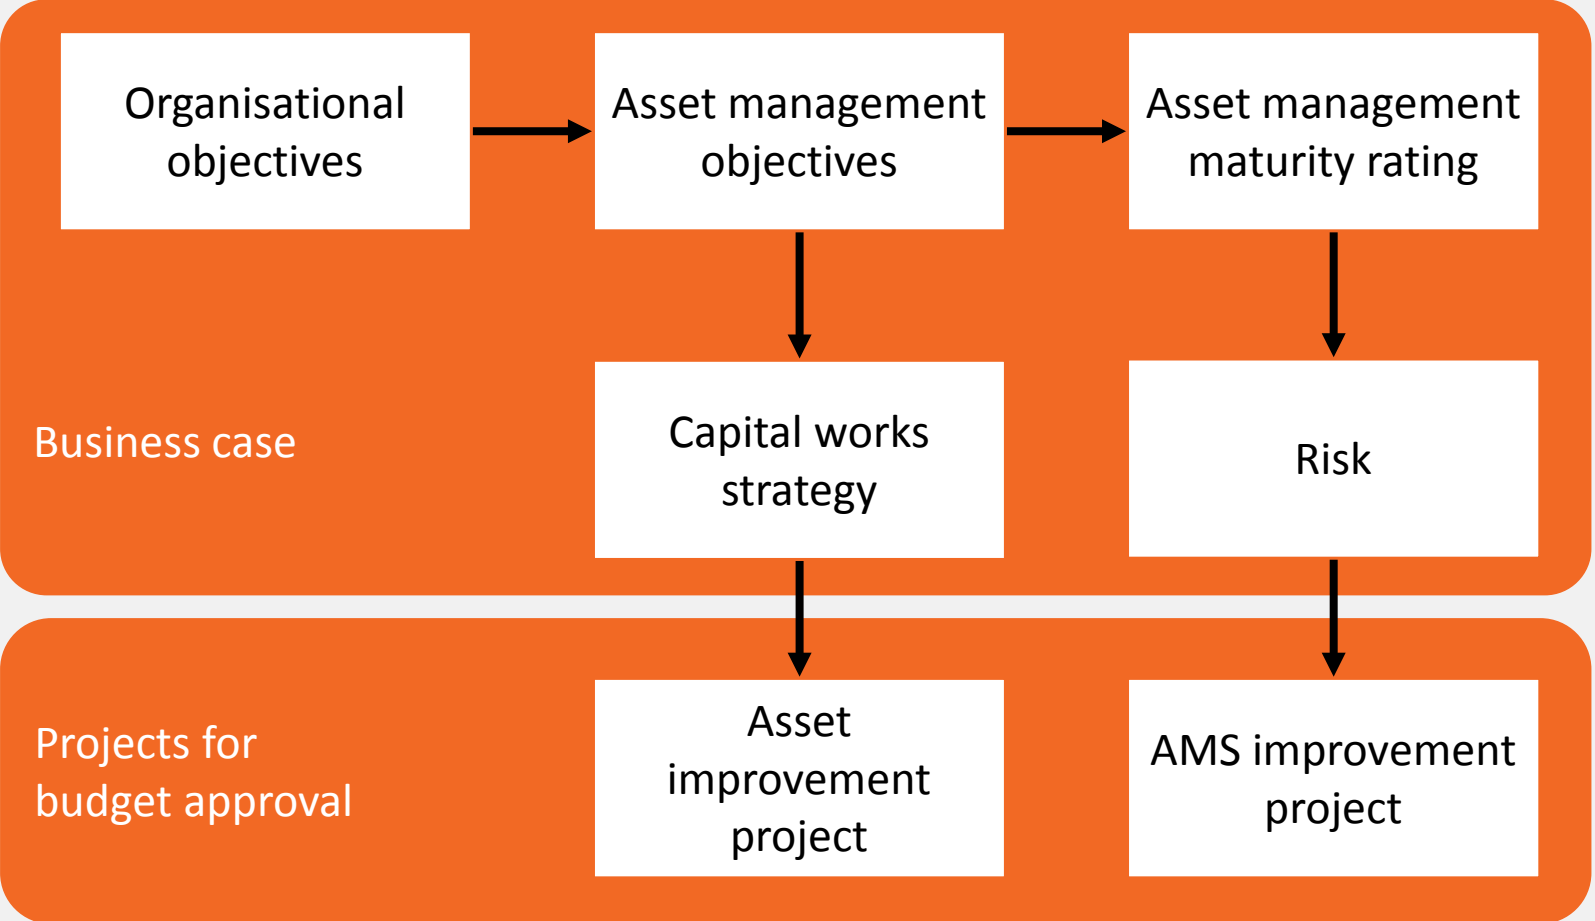 Organisational
objectives
Asset management
objectives
Asset management
maturity rating
Business case
Capital works
strategy
Risk
Projects for
budget approval
Asset
improvement
project
AMS improvement
project